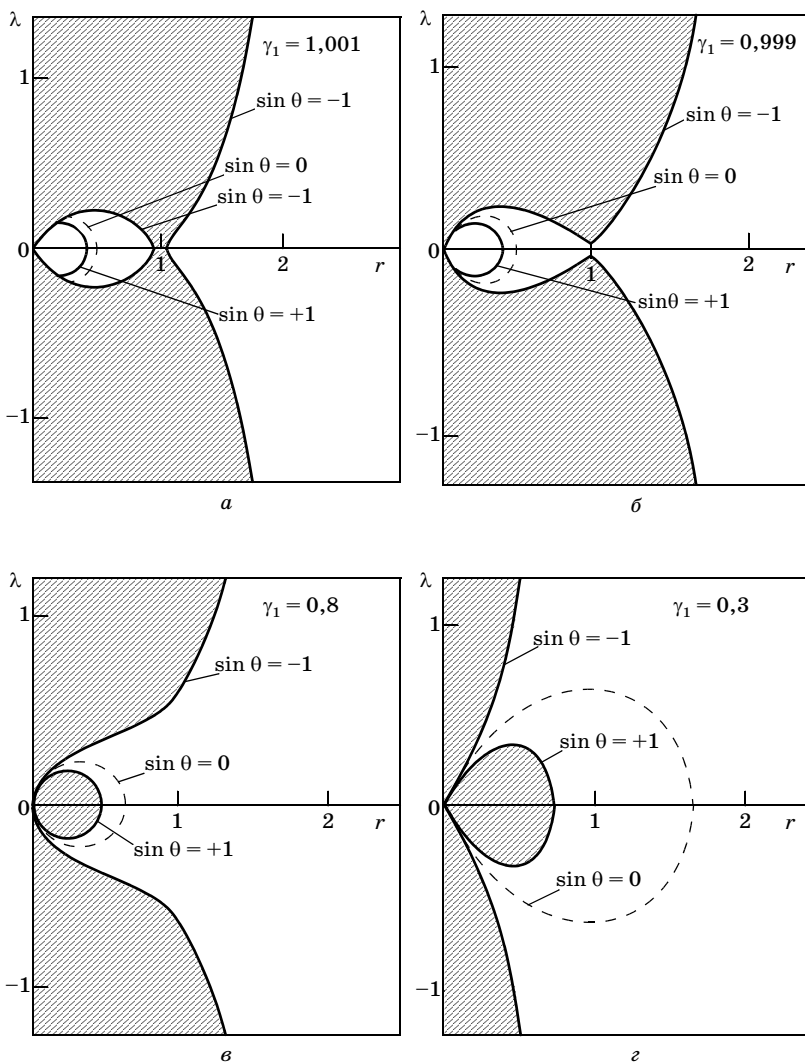 λ
γ₁ = 1,001
1
sin θ = −1
sin θ = 0
sin θ = −1
0
1
2
r
sin θ = +1
−1
а
λ
γ₁ = 0,999
1
sin θ = −1
sin θ = 0
0
1
2
r
sinθ = +1
−1
б
λ
γ₁ = 0,8
1
sin θ = −1
sin θ = 0
0
1
2
r
sin θ = +1
−1
в
λ
γ₁ = 0,3
1
sin θ = −1
sin θ = +1
0
1
2
r
sin θ = 0
−1
г